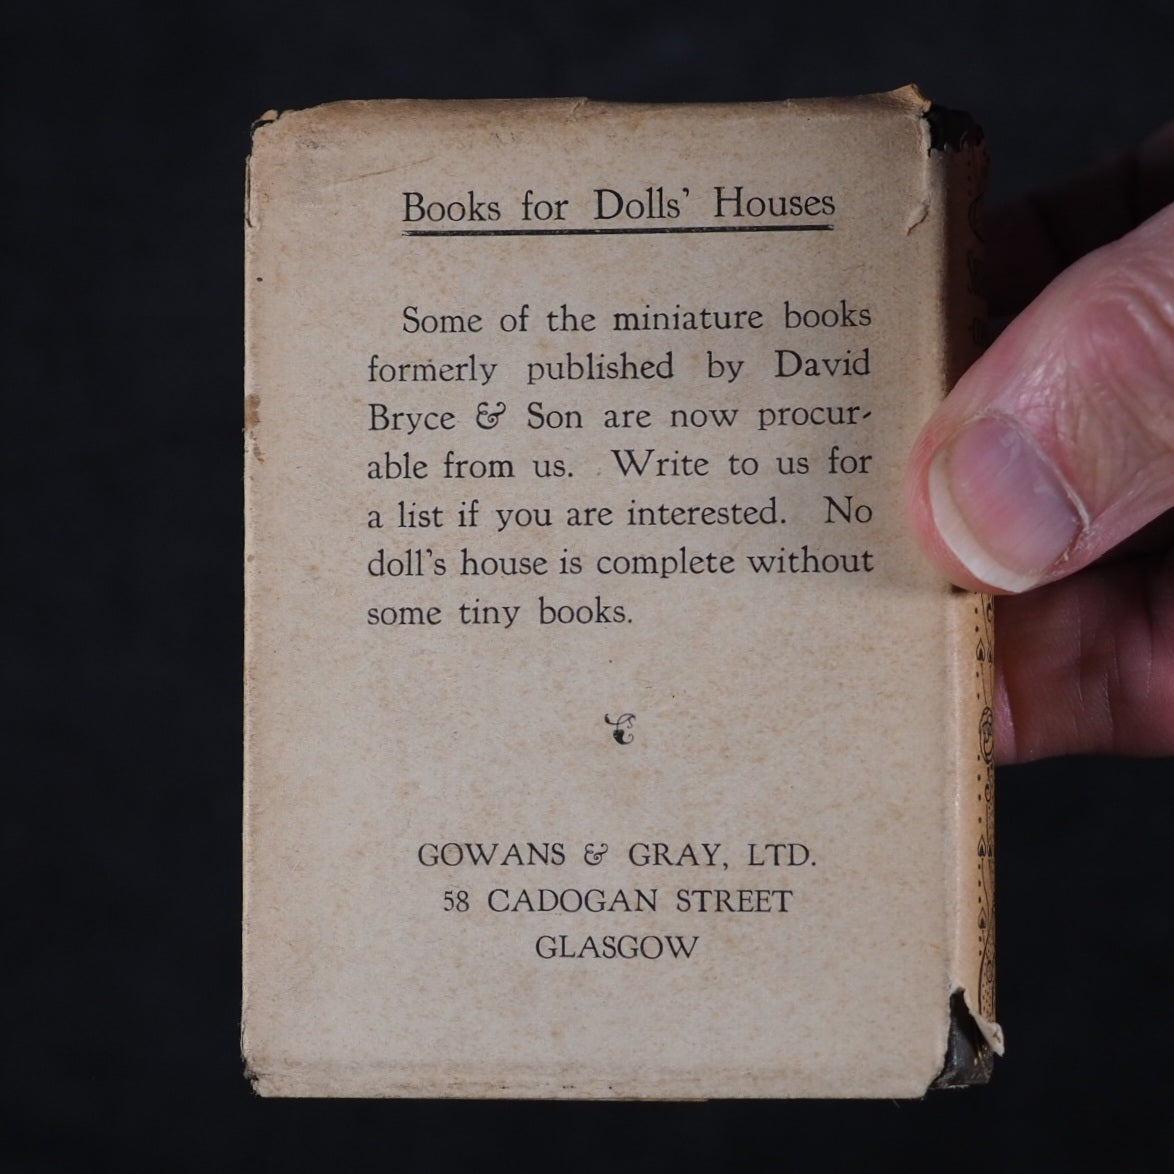 Books for Dolls' Houses
Some of the miniature books
formerly published by David
Bryce & Son are now procur-
able from us. Write to us for
a list if you are interested. No
doll's house is complete without
some tiny books.
GOWANS & GRAY, LTD.
58 CADOGAN STREET
GLASGOW